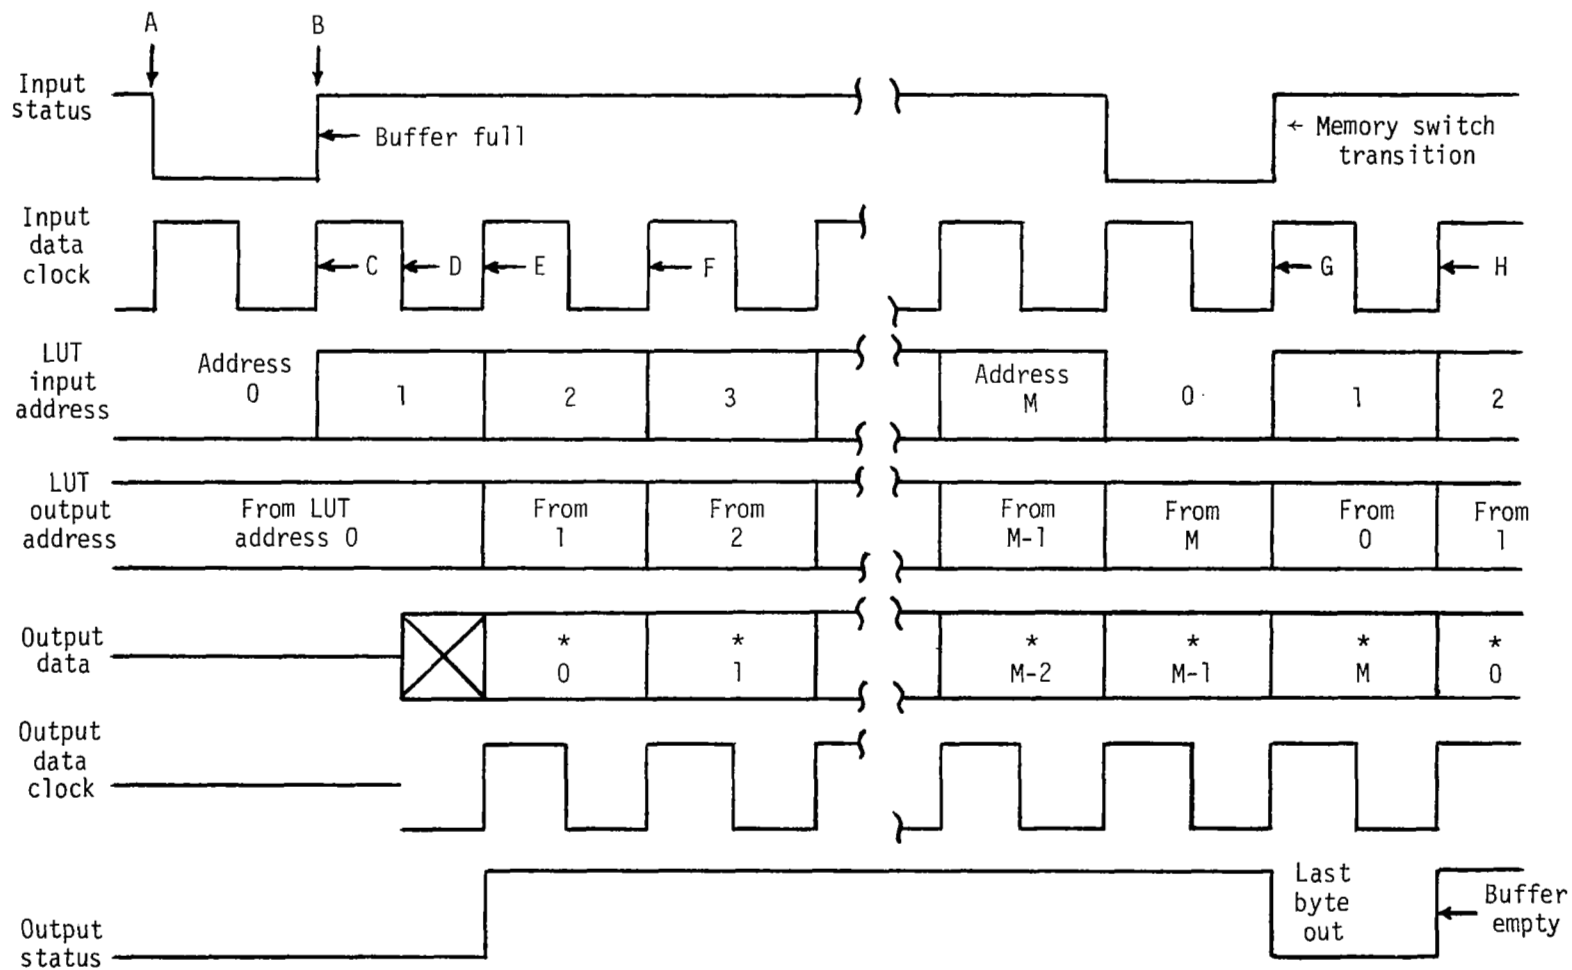 A
B
Input
status
Buffer full
← Memory switch
transition
Input
data
clock
C
D
E
F
G
H
LUT
input
address
Address
0
1
2
3
Address
M
0
1
2
LUT
output
address
From LUT
address 0
From
1
From
2
From
M-1
From
M
From
0
From
1
Output
data
*
0
*
1
*
M-2
*
M-1
*
M
*
0
Output
data
clock
Output
status
Last
byte
out
Buffer
empty